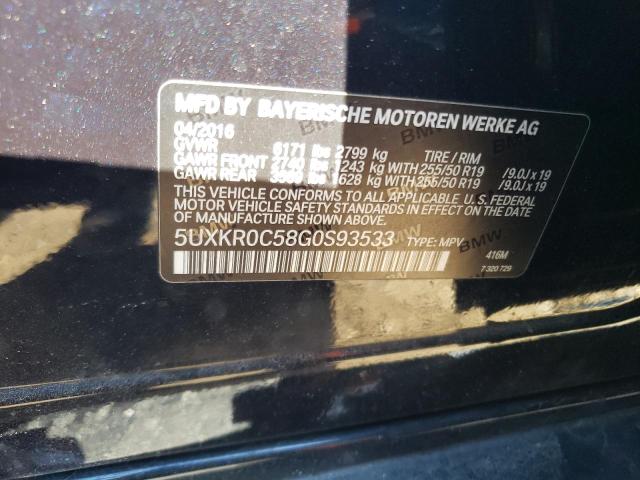 MFD BY BAYERISCHE MOTOREN WERKE AG
04/2016
GVWR 6171 lbs 2799 kg TIRE / RIM
GAWR FRONT 2740 lbs 1243 kg WITH 255/50 R19 /9.0J x 19
GAWR REAR lbs 1628 kg WITH 255/50 R19 /9.0J x 19
THIS VEHICLE CONFORMS TO ALL APPLICABLE U.S. FEDERAL
MOTOR VEHICLE SAFETY STANDARDS IN EFFECT ON THE
DATE OF MANUFACTURE SHOWN ABOVE.
5UXKR0C58G0S93533 TYPE: MPV
416M
7 320 729